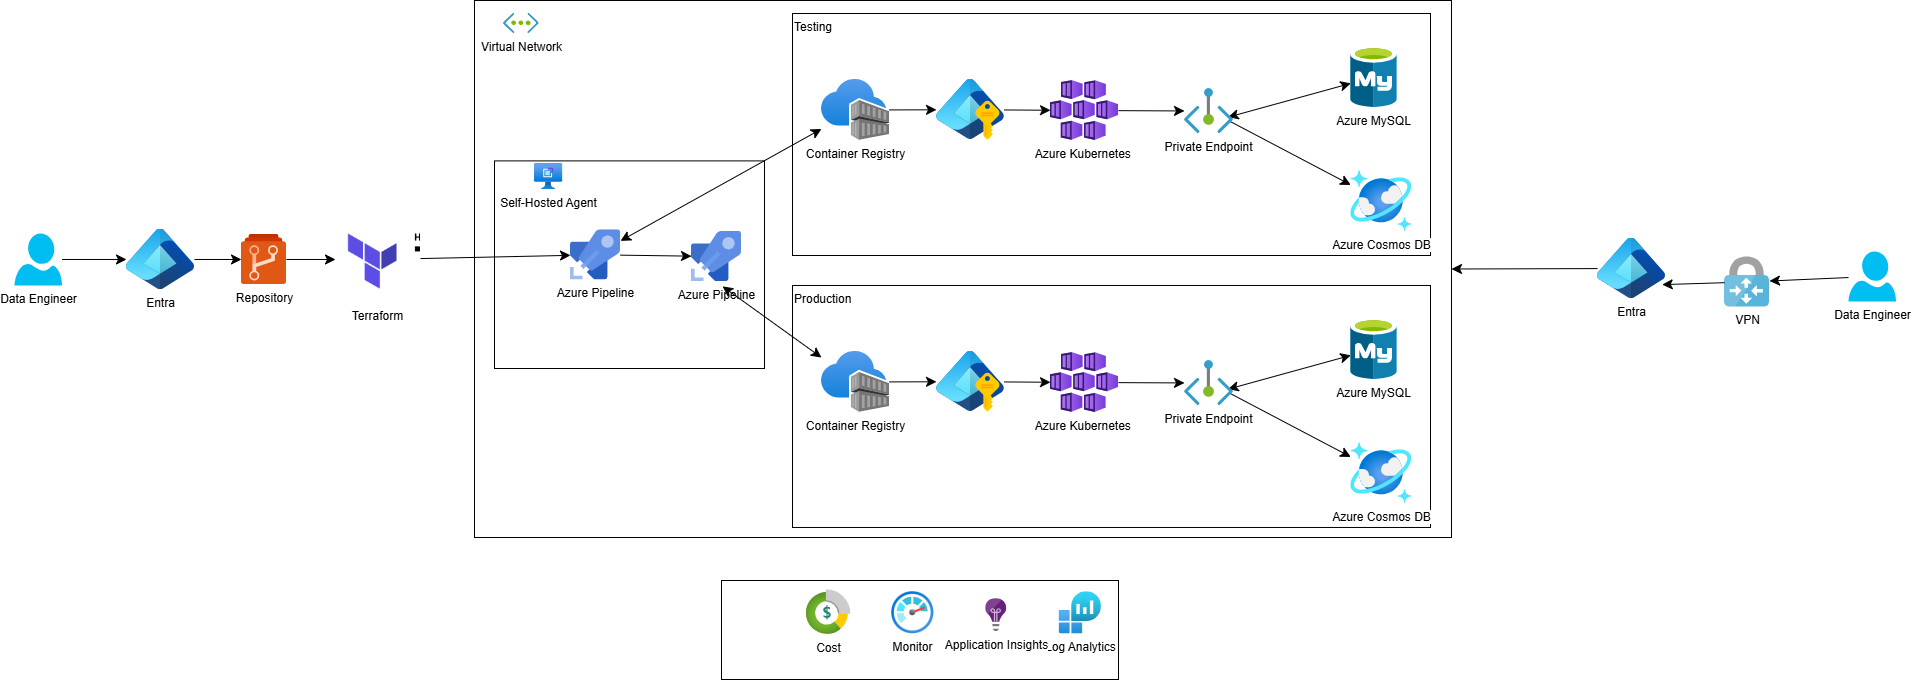 Virtual Network
Testing
My
Azure MySQL
Container Registry
Azure Kubernetes
Private Endpoint
Azure Cosmos DB
Self-Hosted Agent
Azure Pipeline
Azure Pipeline
Data Engineer
Entra
Repository
Terraform
H
Production
My
Azure MySQL
Container Registry
Azure Kubernetes
Private Endpoint
Azure Cosmos DB
Entra
VPN
Data Engineer
$
Cost
Monitor
Application Insights
Log Analytics